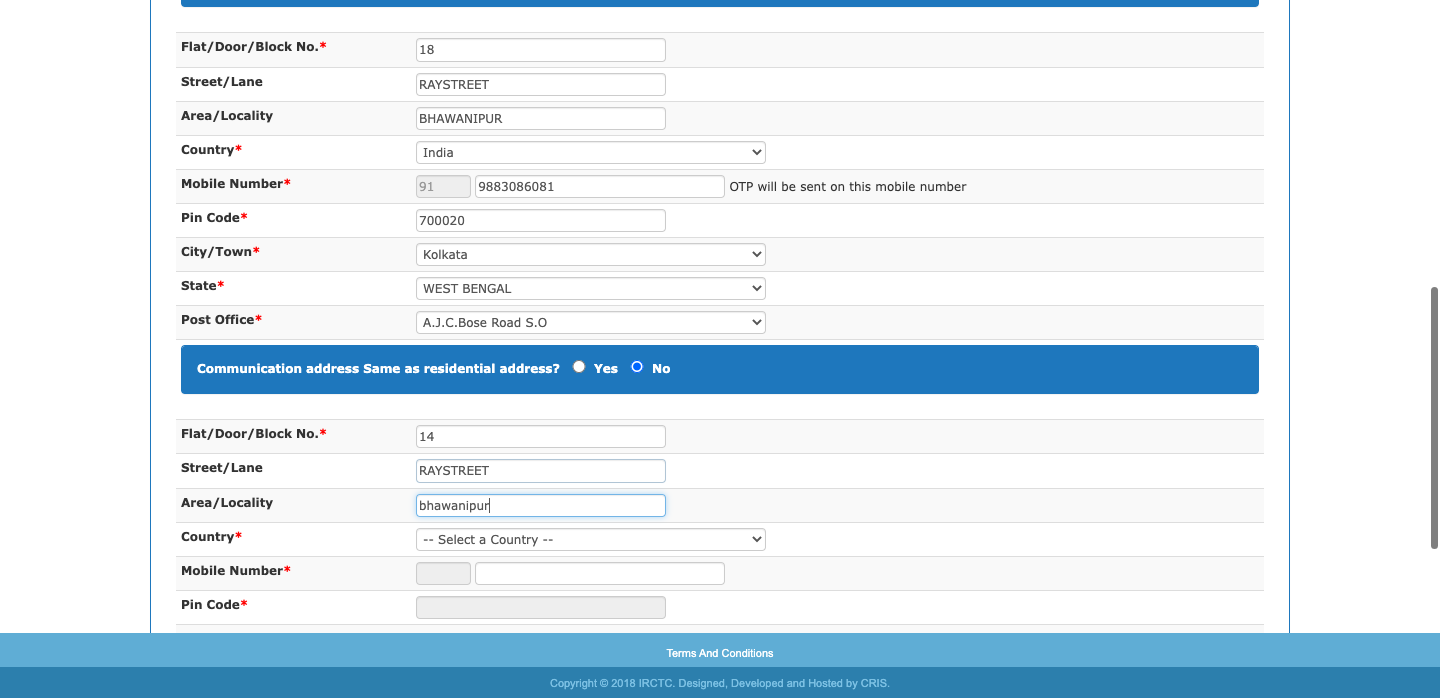 Flat/Door/Block No.* 18
Street/Lane RAYSTREET
Area/Locality BHAWANIPUR
Country* India
Mobile Number* 91 9883086081 OTP will be sent on this mobile number
Pin Code* 700020
City/Town* Kolkata
State* WEST BENGAL
Post Office* A.J.C.Bose Road S.O
Communication address Same as residential address? Yes No
Flat/Door/Block No.* 14
Street/Lane RAYSTREET
Area/Locality bhawanipur
Country* -- Select a Country --
Mobile Number*
Pin Code*
Terms And Conditions
Copyright © 2018 IRCTC. Designed, Developed and Hosted by CRIS.